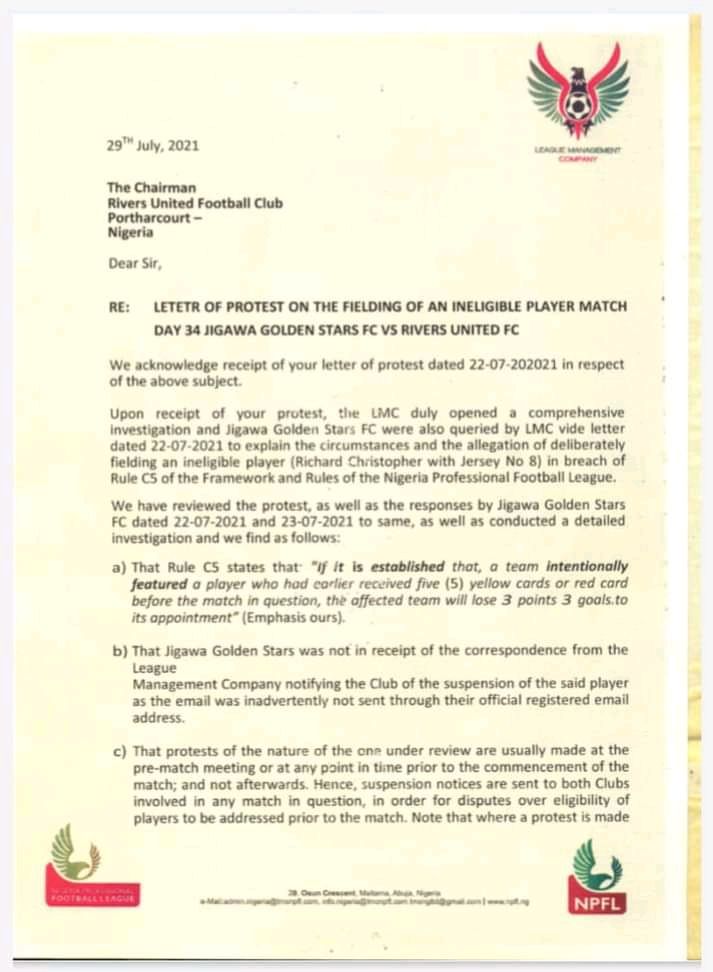 LEAGUE MANAGEMENT
COMPANY
29TH July, 2021
The Chairman
Rivers United Football Club
Portharcourt –
Nigeria
Dear Sir,
RE: LETETR OF PROTEST ON THE FIELDING OF AN INELIGIBLE PLAYER MATCH
DAY 34 JIGAWA GOLDEN STARS FC VS RIVERS UNITED FC
We acknowledge receipt of your letter of protest dated 22-07-202021 in respect
of the above subject.
Upon receipt of your protest, the LMC duly opened a comprehensive
investigation and Jigawa Golden Stars FC were also queried by LMC vide letter
dated 22-07-2021 to explain the circumstances and the allegation of deliberately
fielding an ineligible player (Richard Christopher with Jersey No 8) in breach of
Rule C5 of the Framework and Rules of the Nigeria Professional Football League.
We have reviewed the protest, as well as the responses by Jigawa Golden Stars
FC dated 22-07-2021 and 23-07-2021 to same, as well as conducted a detailed
investigation and we find as follows:
a) That Rule C5 states that "If it is established that, a team intentionally
featured a player who had earlier received five (5) yellow cards or red card
before the match in question, the affected team will lose 3 points 3 goals.to
its appointment" (Emphasis ours).
b) That Jigawa Golden Stars was not in receipt of the correspondence from the
League
Management Company notifying the Club of the suspension of the said player
as the email was inadvertently not sent through their official registered email
address.
c) That protests of the nature of the one under review are usually made at the
pre-match meeting or at any point in time prior to the commencement of the
match; and not afterwards. Hence, suspension notices are sent to both Clubs
involved in any match in question, in order for disputes over eligibility of
players to be addressed prior to the match. Note that where a protest is made
FOOTBALL LEAGUE
28. Osun Crescent, Maitama, Abuja, Nigeria
www.npfl.ng
NPFL